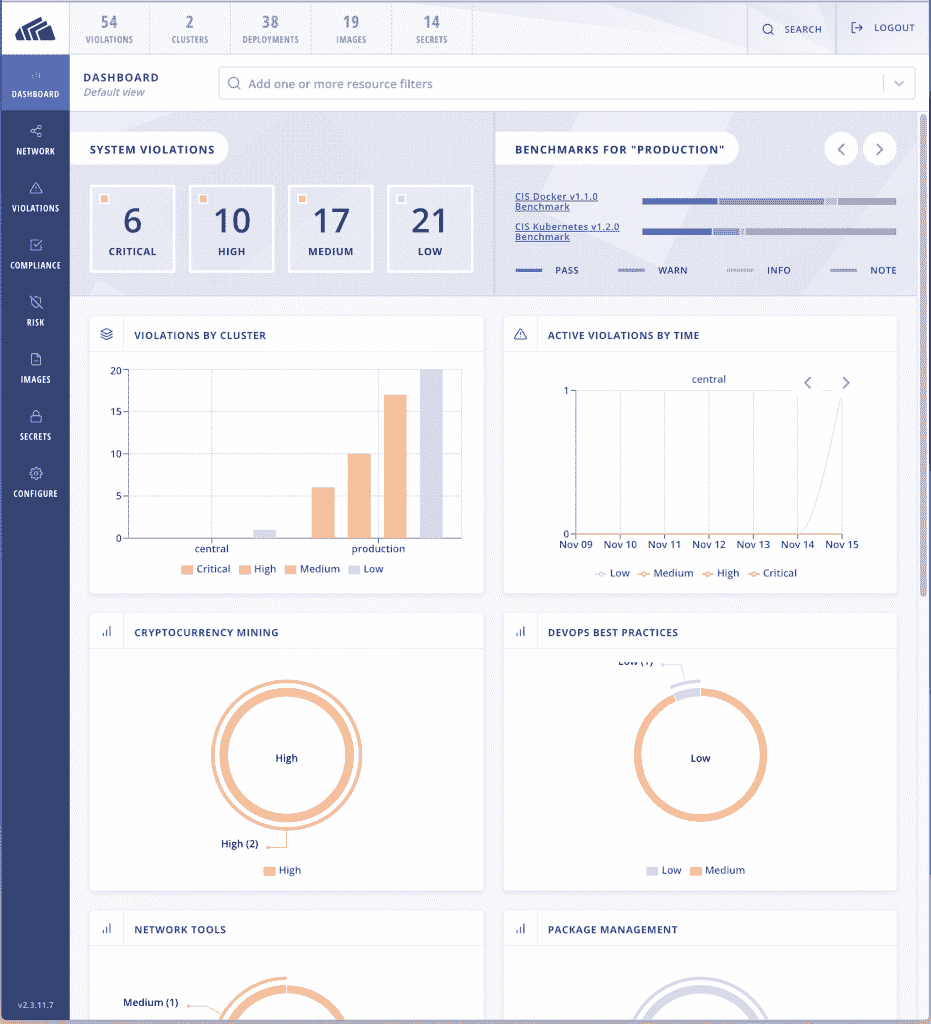 54 2 38 19 14
VIOLATIONS CLUSTERS DEPLOYMENTS IMAGES SECRETS
SEARCH LOGOUT
DASHBOARD
NETWORK
VIOLATIONS
COMPLIANCE
RISK
IMAGES
SECRETS
CONFIGURE
v2.3.11.7
DASHBOARD
Default view
Add one or more resource filters
SYSTEM VIOLATIONS
6 10 17 21
CRITICAL HIGH MEDIUM LOW
BENCHMARKS FOR "PRODUCTION"
CIS Docker v1.1.0
Benchmark
CIS Kubernetes v1.2.0
Benchmark
PASS WARN INFO NOTE
VIOLATIONS BY CLUSTER
20
15
10
5
0
central production
Critical High Medium Low
ACTIVE VIOLATIONS BY TIME
central
1
0
Nov 09 Nov 10 Nov 11 Nov 12 Nov 13 Nov 14 Nov 15
Low Medium High Critical
CRYPTOCURRENCY MINING
High
High (2)
High
DEVOPS BEST PRACTICES
Low (1)
Low
Low Medium
NETWORK TOOLS
Medium (1)
PACKAGE MANAGEMENT